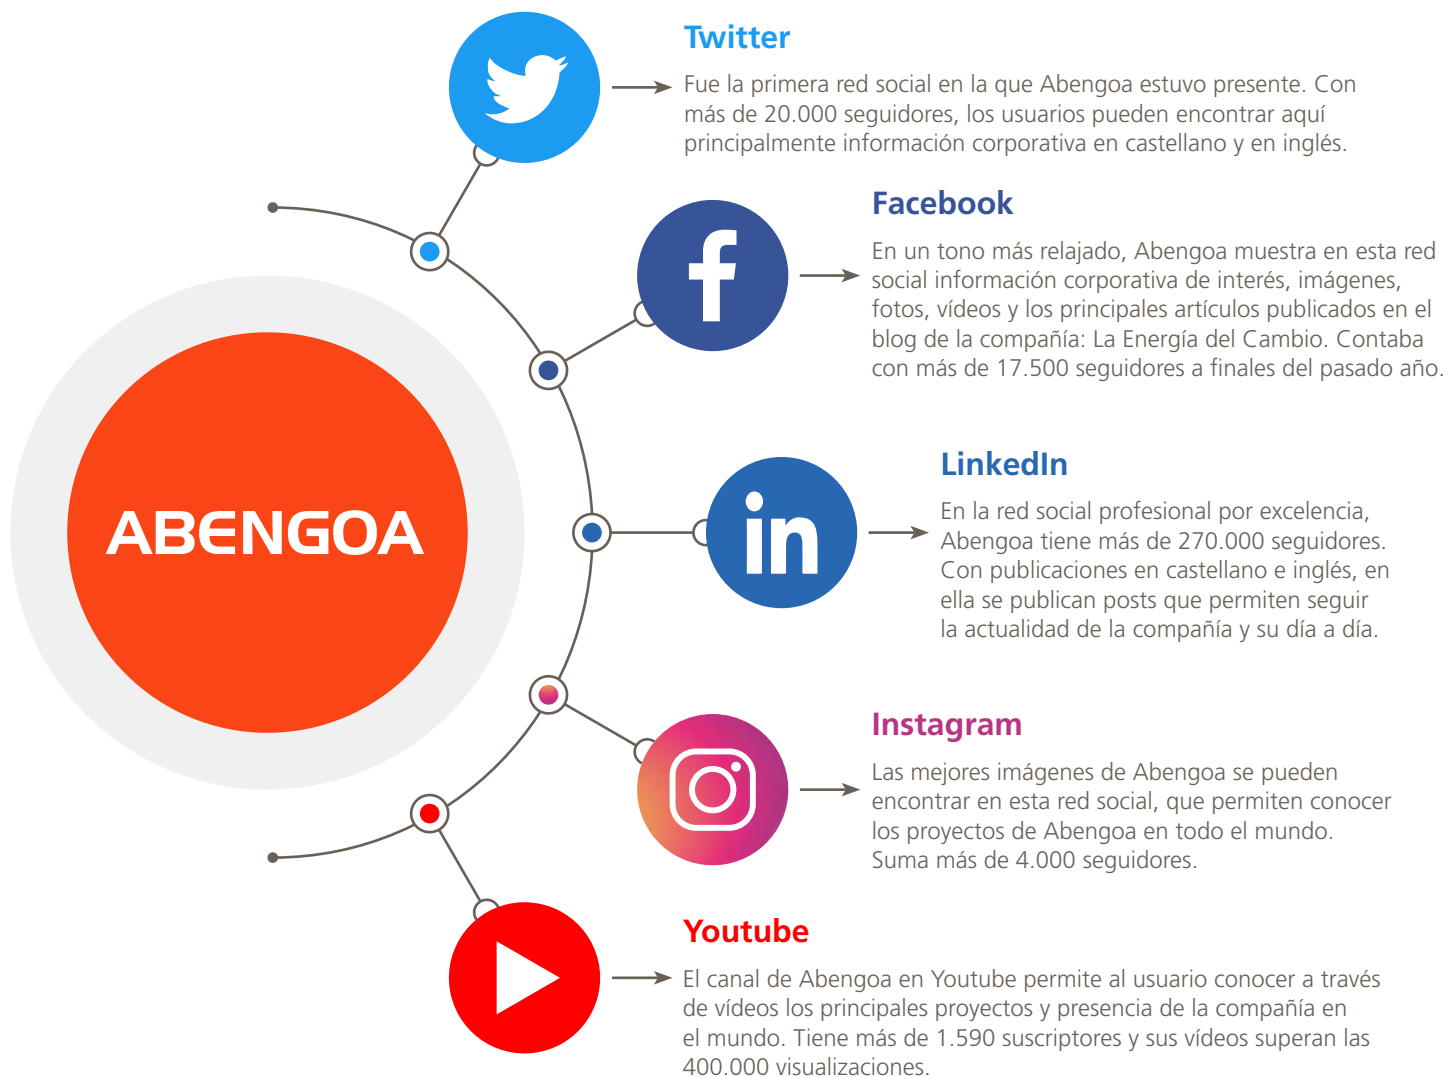 Twitter
Fue la primera red social en la que Abengoa estuvo presente. Con
más de 20.000 seguidores, los usuarios pueden encontrar aquí
principalmente información corporativa en castellano y en inglés.
Facebook
En un tono más relajado, Abengoa muestra en esta red
social información corporativa de interés, imágenes,
fotos, vídeos y los principales artículos publicados en el
blog de la compañía: La Energía del Cambio. Contaba
con más de 17.500 seguidores a finales del pasado año.
ABENGOA
in
LinkedIn
En la red social profesional por excelencia,
Abengoa tiene más de 270.000 seguidores.
Con publicaciones en castellano e inglés, en
ella se publican posts que permiten seguir
la actualidad de la compañía y su día a día.
Instagram
Las mejores imágenes de Abengoa se pueden
encontrar en esta red social, que permiten conocer
los proyectos de Abengoa en todo el mundo.
Suma más de 4.000 seguidores.
Youtube
El canal de Abengoa en Youtube permite al usuario conocer a través
de vídeos los principales proyectos y presencia de la compañía en
el mundo. Tiene más de 1.590 suscriptores y sus vídeos superan las
400.000 visualizaciones.